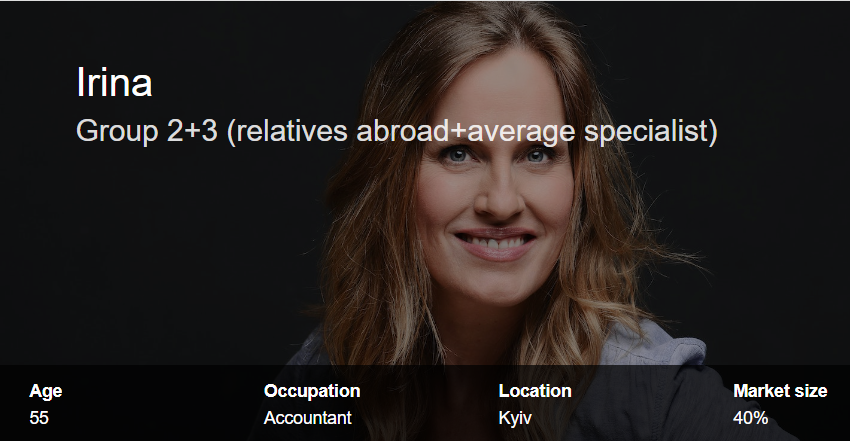 Irina
Group 2+3 (relatives abroad+average specialist)
Age Occupation Location Market size
55 Accountant Kyiv 40%